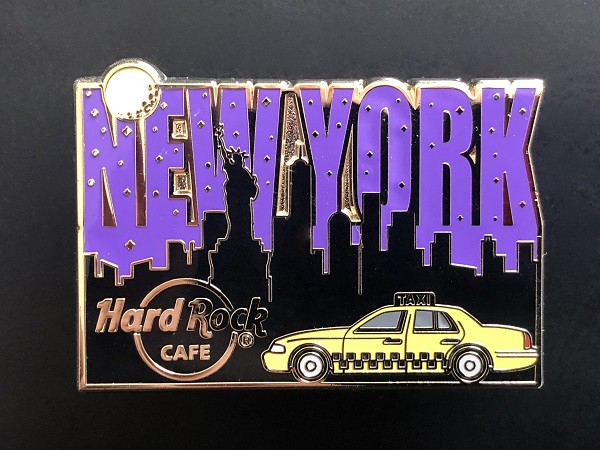 NEW YORK
TAXI
Hard Rock ®
CAFE